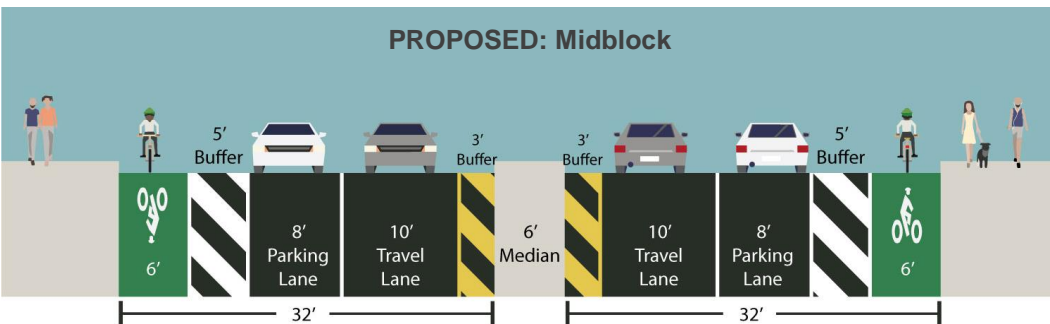 PROPOSED: Midblock
5’
Buffer
3’
Buffer
3’
Buffer
5’
Buffer
6’
8’
Parking
Lane
10’
Travel
Lane
6’
Median
10’
Travel
Lane
8’
Parking
Lane
6’
32’
32’